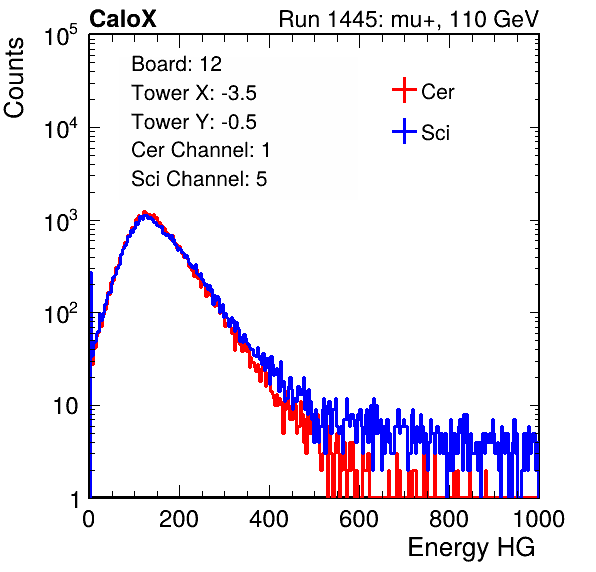 CaloX Run 1445: mu+, 110 GeV
Counts
Board: 12
Tower X: -3.5
Tower Y: -0.5
Cer Channel: 1
Sci Channel: 5
Cer
Sci
10^5
10^4
10^3
10^2
10
1
0 200 400 600 800 1000
Energy HG